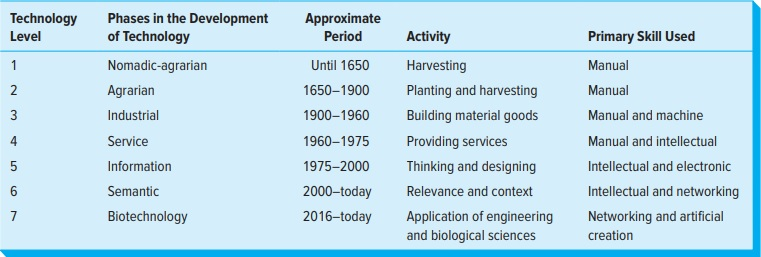 Technology Phases in the Development Approximate
Level of Technology Period Activity Primary Skill Used
1 Nomadic-agrarian Until 1650 Harvesting Manual
2 Agrarian 1650–1900 Planting and harvesting Manual
3 Industrial 1900–1960 Building material goods Manual and machine
4 Service 1960–1975 Providing services Manual and intellectual
5 Information 1975–2000 Thinking and designing Intellectual and electronic
6 Semantic 2000–today Relevance and context Intellectual and networking
7 Biotechnology 2016–today Application of engineering Networking and artificial
and biological sciences creation